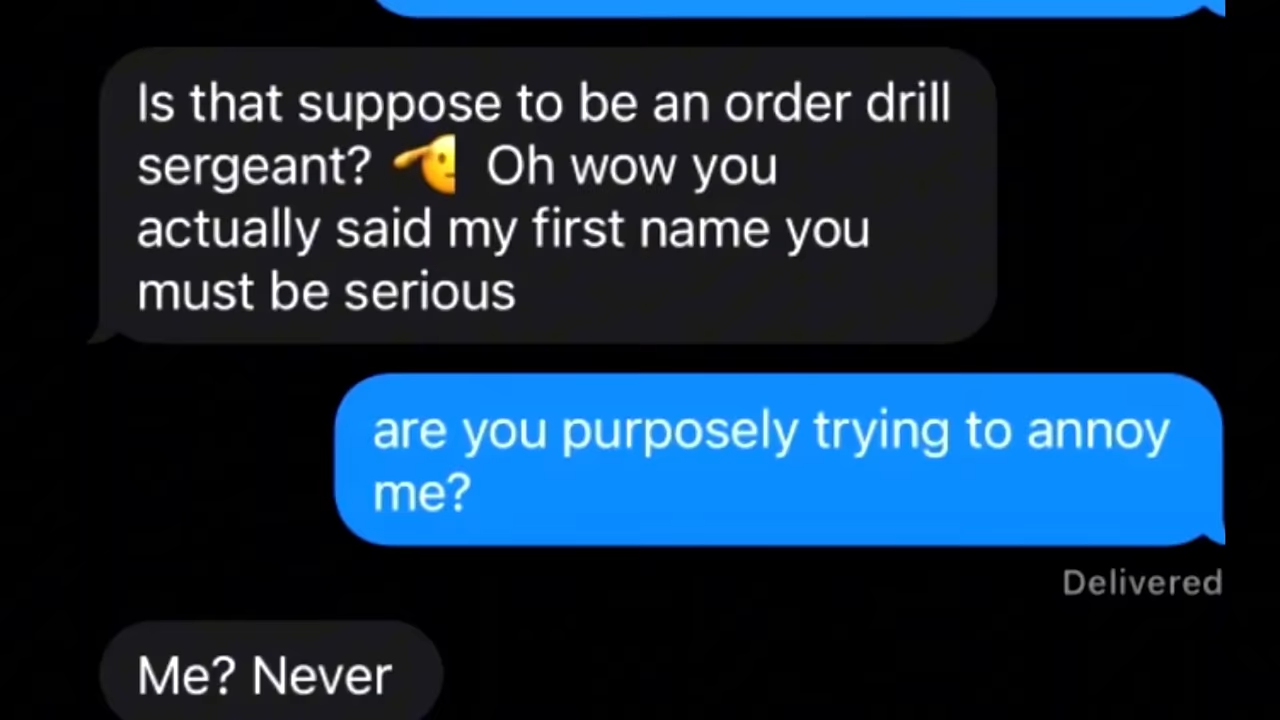 Is that suppose to be an order drill
sergeant? 🫡 Oh wow you
actually said my first name you
must be serious
are you purposely trying to annoy
me?
Delivered
Me? Never